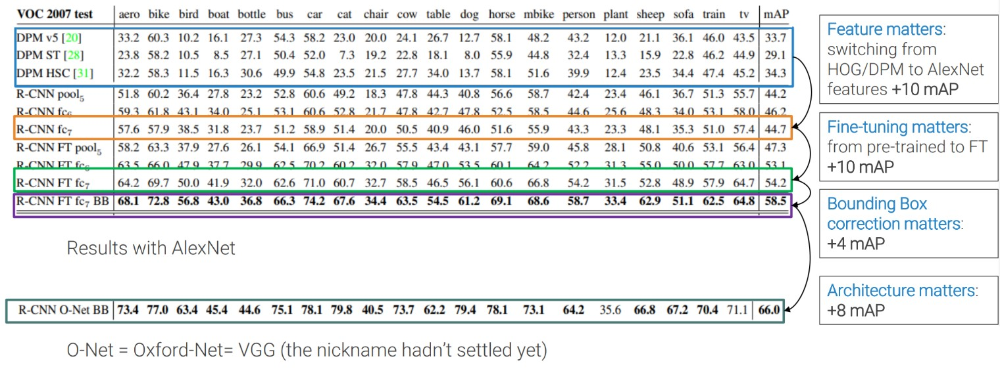 VOC 2007 test aero bike bird boat bottle bus car cat chair cow table dog horse mbike person plant sheep sofa train tv mAP
DPM v5 [20] 33.2 60.3 10.2 16.1 27.3 54.3 58.2 23.0 20.0 24.1 26.7 12.7 58.1 48.2 43.2 12.0 21.1 36.1 46.0 43.5 33.7
DPM ST [28] 23.8 58.2 10.5 8.5 27.1 50.4 52.0 7.3 19.2 22.8 18.1 8.0 55.9 44.8 32.4 13.3 15.9 22.8 46.2 44.9 29.1
DPM HSC [31] 32.2 58.3 11.5 16.3 30.6 49.9 54.8 23.5 21.5 27.7 34.0 13.7 58.1 51.6 39.9 12.4 23.5 34.4 47.4 45.2 34.3
R-CNN pool₅ 51.8 60.2 36.4 27.8 23.2 52.8 60.6 49.2 18.3 47.8 44.3 40.8 56.6 58.7 42.4 23.4 46.1 36.7 51.3 55.7 44.2
R-CNN fc₆ 59.3 61.8 43.1 34.0 25.1 53.1 60.6 52.8 21.7 47.8 42.7 47.8 52.5 58.5 44.6 25.6 48.3 34.0 53.1 58.0 46.2
R-CNN fc₇ 57.6 57.9 38.5 31.8 23.7 51.2 58.9 51.4 20.0 50.5 40.9 46.0 51.6 55.9 43.3 23.3 48.1 35.3 51.0 57.4 44.7
R-CNN FT pool₅ 58.2 63.3 37.9 27.6 26.1 54.1 66.9 51.4 26.7 55.5 43.4 43.1 57.7 59.0 45.8 28.1 50.8 40.6 53.1 56.4 47.3
R-CNN FT fc₆ 63.5 66.0 47.9 37.7 29.9 62.5 70.2 60.2 32.0 57.9 47.0 53.5 60.1 64.2 52.2 31.3 55.0 50.0 57.7 63.0 53.1
R-CNN FT fc₇ 64.2 69.7 50.0 41.9 32.0 62.6 71.0 60.7 32.7 58.5 46.5 56.1 60.6 66.8 54.2 31.5 52.8 48.9 57.9 64.7 54.2
R-CNN FT fc₇ BB 68.1 72.8 56.8 43.0 36.8 66.3 74.2 67.6 34.4 63.5 54.5 61.2 69.1 68.6 58.7 33.4 62.9 51.1 62.5 64.8 58.5
Results with AlexNet
R-CNN O-Net BB 73.4 77.0 63.4 45.4 44.6 75.1 78.1 79.8 40.5 73.7 62.2 79.4 78.1 73.1 64.2 35.6 66.8 67.2 70.4 71.1 66.0
O-Net = Oxford-Net= VGG (the nickname hadn't settled yet)
Feature matters:
switching from
HOG/DPM to AlexNet
features +10 mAP
Fine-tuning matters:
from pre-trained to FT
+10 mAP
Bounding Box
correction matters:
+4 mAP
Architecture matters:
+8 mAP